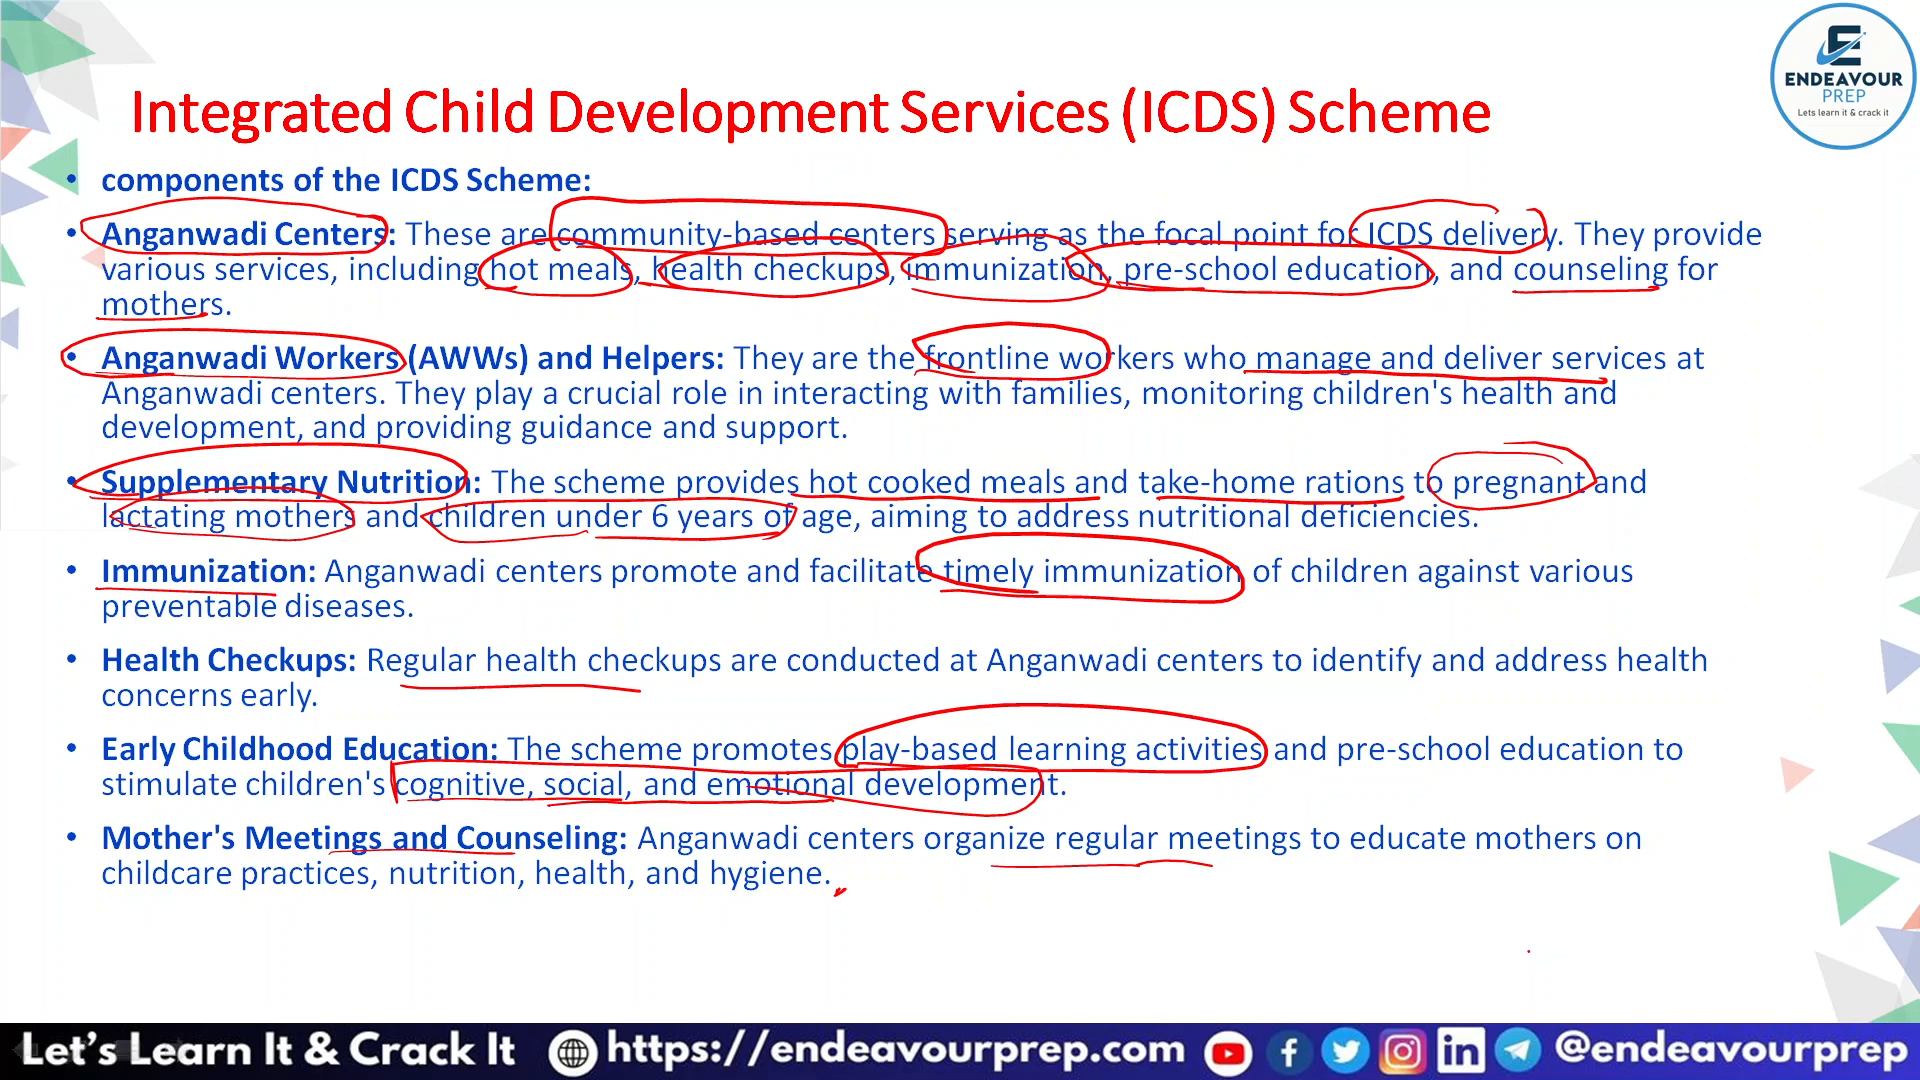 ENDEAVOUR
PREP
Lets learn it & crack it
Integrated Child Development Services (ICDS) Scheme
• components of the ICDS Scheme:
• Anganwadi Centers: These are community-based centers serving as the focal point for ICDS delivery. They provide
various services, including hot meals, health checkups, immunization, pre-school education, and counseling for
mothers.
• Anganwadi Workers (AWWs) and Helpers: They are the frontline workers who manage and deliver services at
Anganwadi centers. They play a crucial role in interacting with families, monitoring children's health and
development, and providing guidance and support.
• Supplementary Nutrition: The scheme provides hot cooked meals and take-home rations to pregnant and
lactating mothers and children under 6 years of age, aiming to address nutritional deficiencies.
• Immunization: Anganwadi centers promote and facilitate timely immunization of children against various
preventable diseases.
• Health Checkups: Regular health checkups are conducted at Anganwadi centers to identify and address health
concerns early.
• Early Childhood Education: The scheme promotes play-based learning activities and pre-school education to
stimulate children's cognitive, social, and emotional development.
• Mother's Meetings and Counseling: Anganwadi centers organize regular meetings to educate mothers on
childcare practices, nutrition, health, and hygiene.
Let's Learn It & Crack It https://endeavourprep.com @endeavourprep